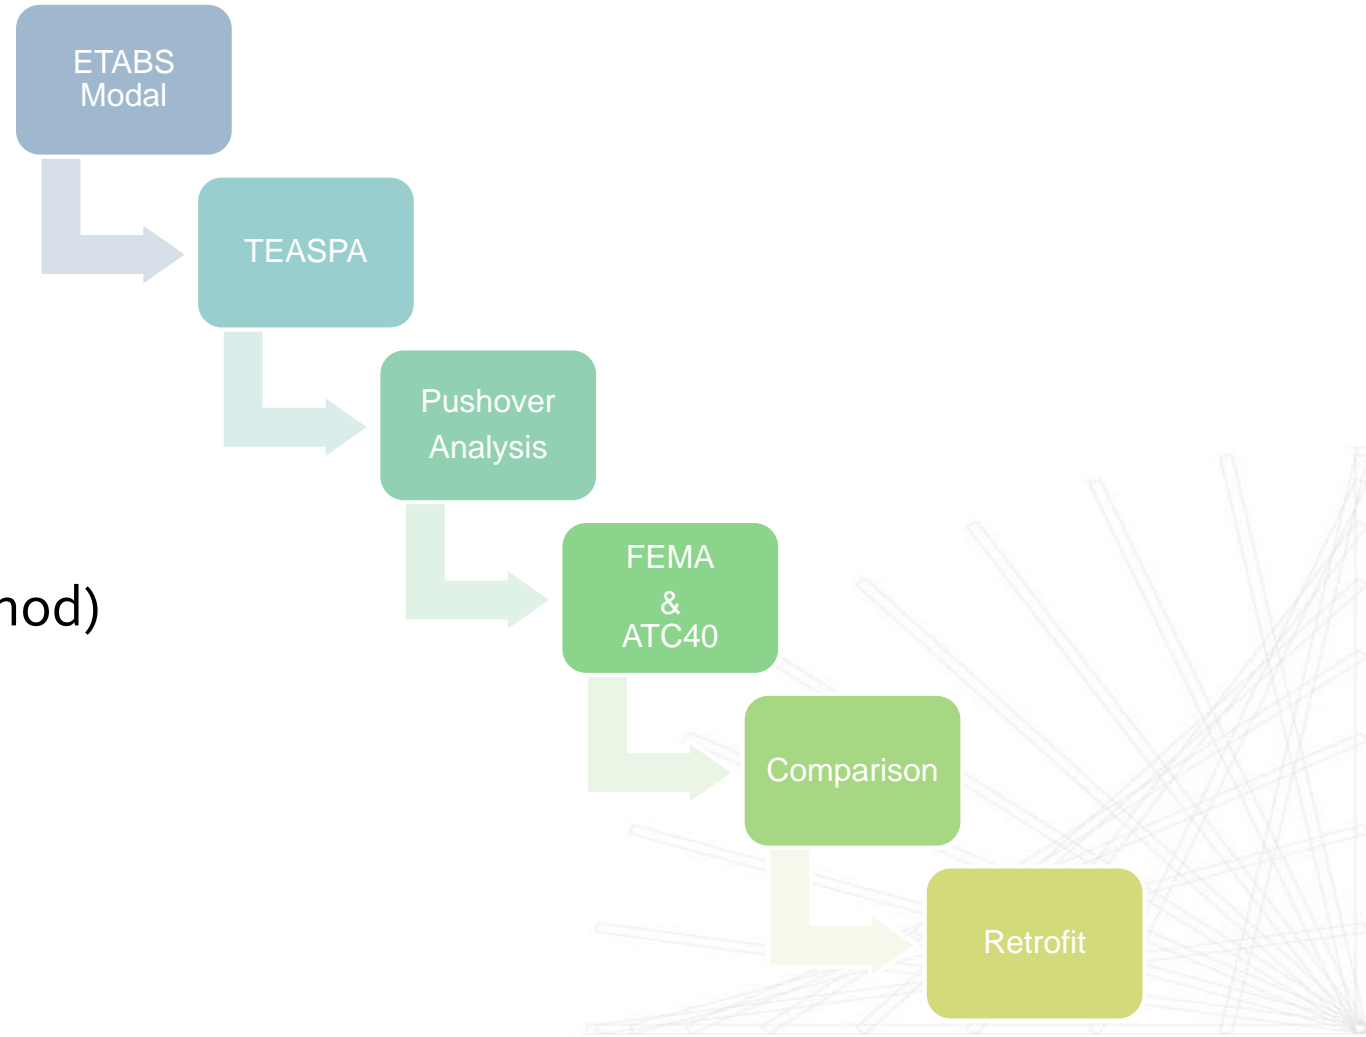 ETABS
Modal
TEASPA
Pushover
Analysis
FEMA
&
ATC40
hod)
Comparison
Retrofit